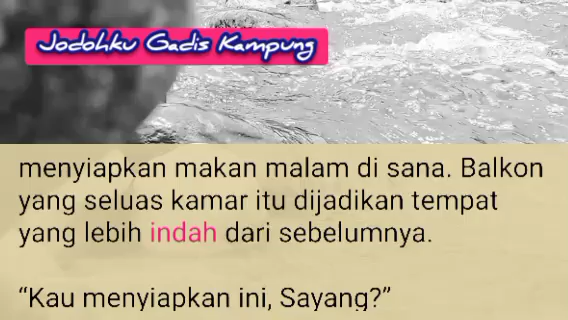 Jodohku Gadis Kampung
menyiapkan makan malam di sana. Balkon
yang seluas kamar itu dijadikan tempat
yang lebih indah dari sebelumnya.
“Kau menyiapkan ini, Sayang?”